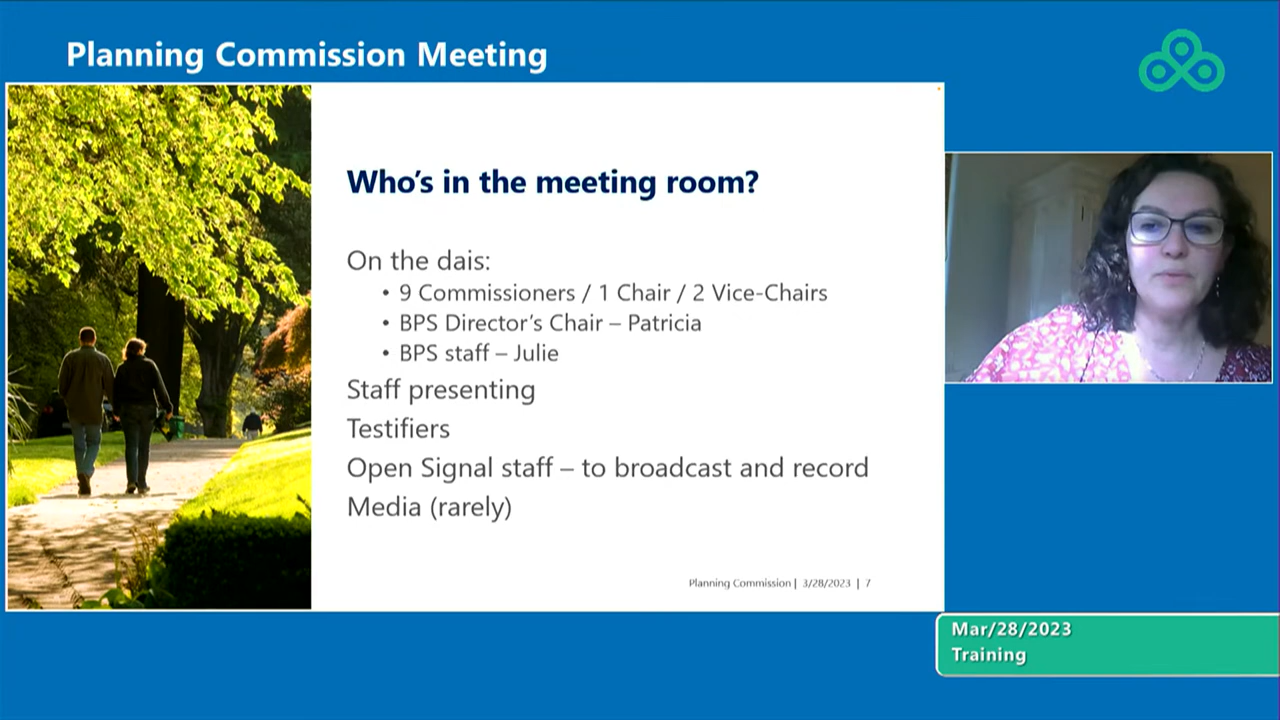 Planning Commission Meeting
Who's in the meeting room?
On the dais:
• 9 Commissioners / 1 Chair / 2 Vice-Chairs
• BPS Director's Chair – Patricia
• BPS staff – Julie
Staff presenting
Testifiers
Open Signal staff – to broadcast and record
Media (rarely)
Planning Commission | 3/28/2023 | 7
Mar/28/2023
Training